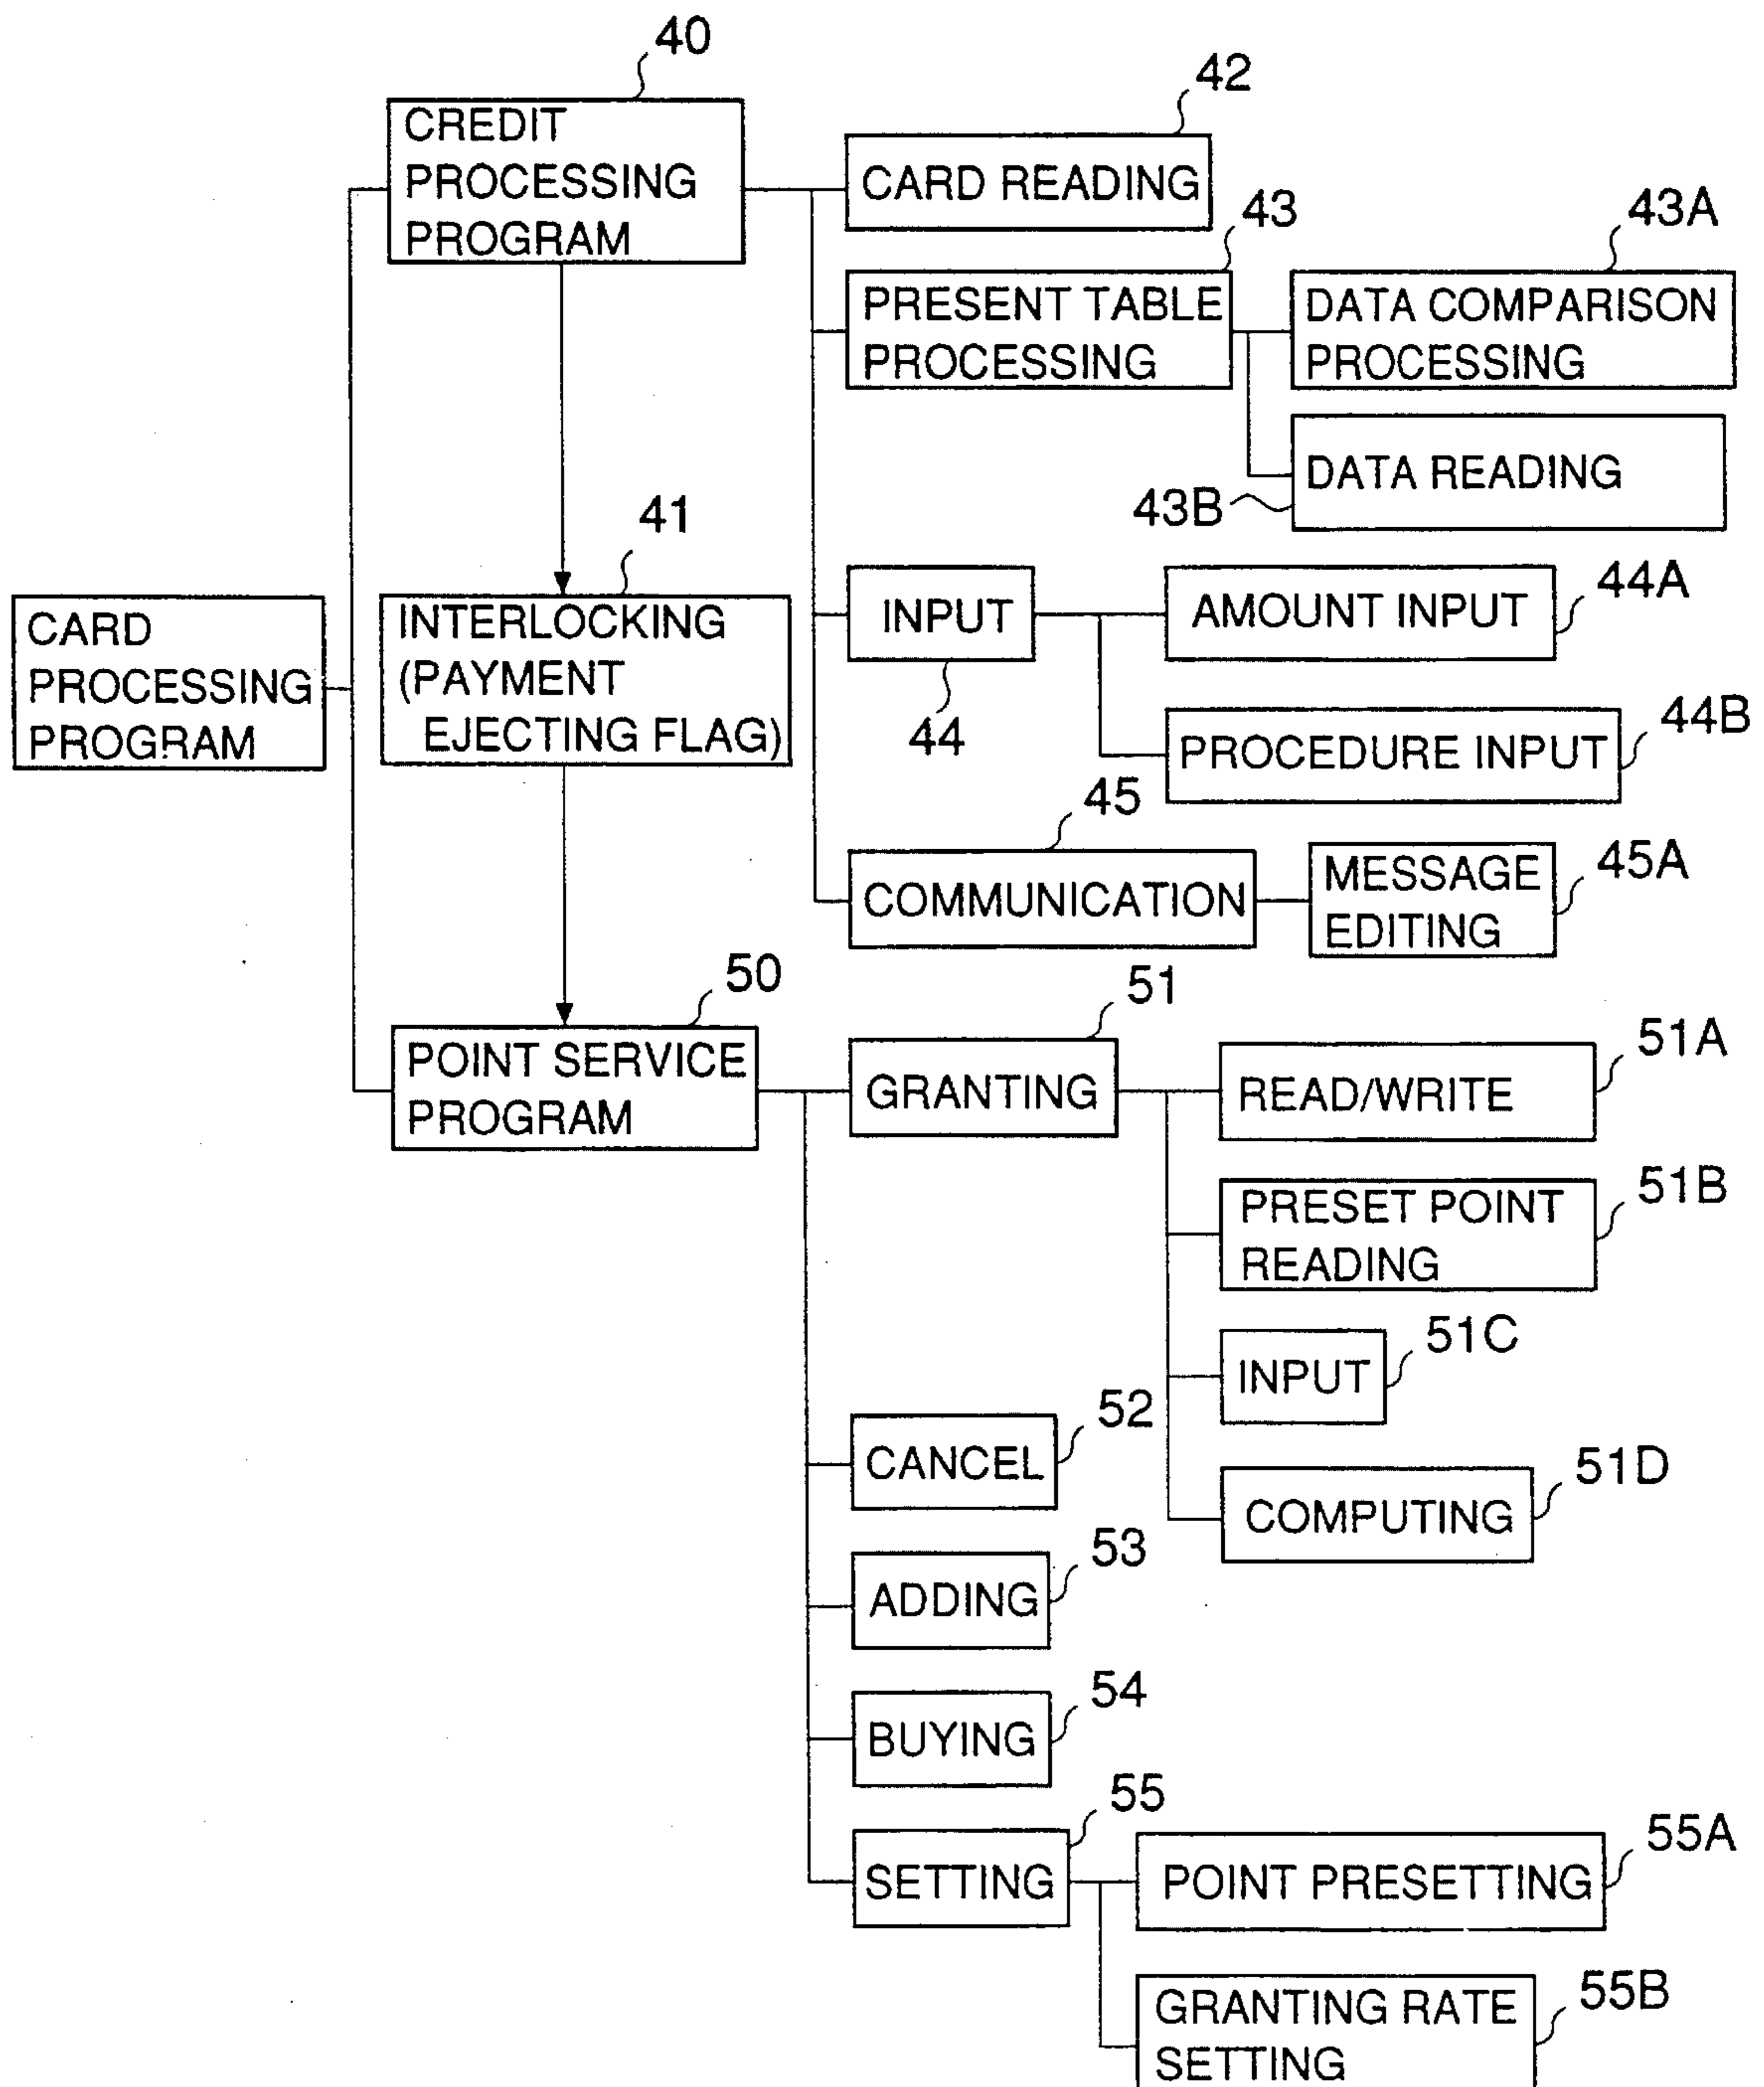 40
CREDIT
PROCESSING
PROGRAM
42
CARD READING
43
PRESENT TABLE
PROCESSING
43A
DATA COMPARISON
PROCESSING
DATA READING
43B
41
INTERLOCKING
(PAYMENT
EJECTING FLAG)
CARD
PROCESSING
PROGRAM
INPUT
44
AMOUNT INPUT
44A
PROCEDURE INPUT
44B
45
COMMUNICATION
MESSAGE
EDITING
45A
50
POINT SERVICE
PROGRAM
51
GRANTING
READ/WRITE
51A
PRESET POINT
READING
51B
INPUT
51C
COMPUTING
51D
CANCEL
52
ADDING
53
BUYING
54
SETTING
55
POINT PRESETTING
55A
GRANTING RATE
SETTING
55B